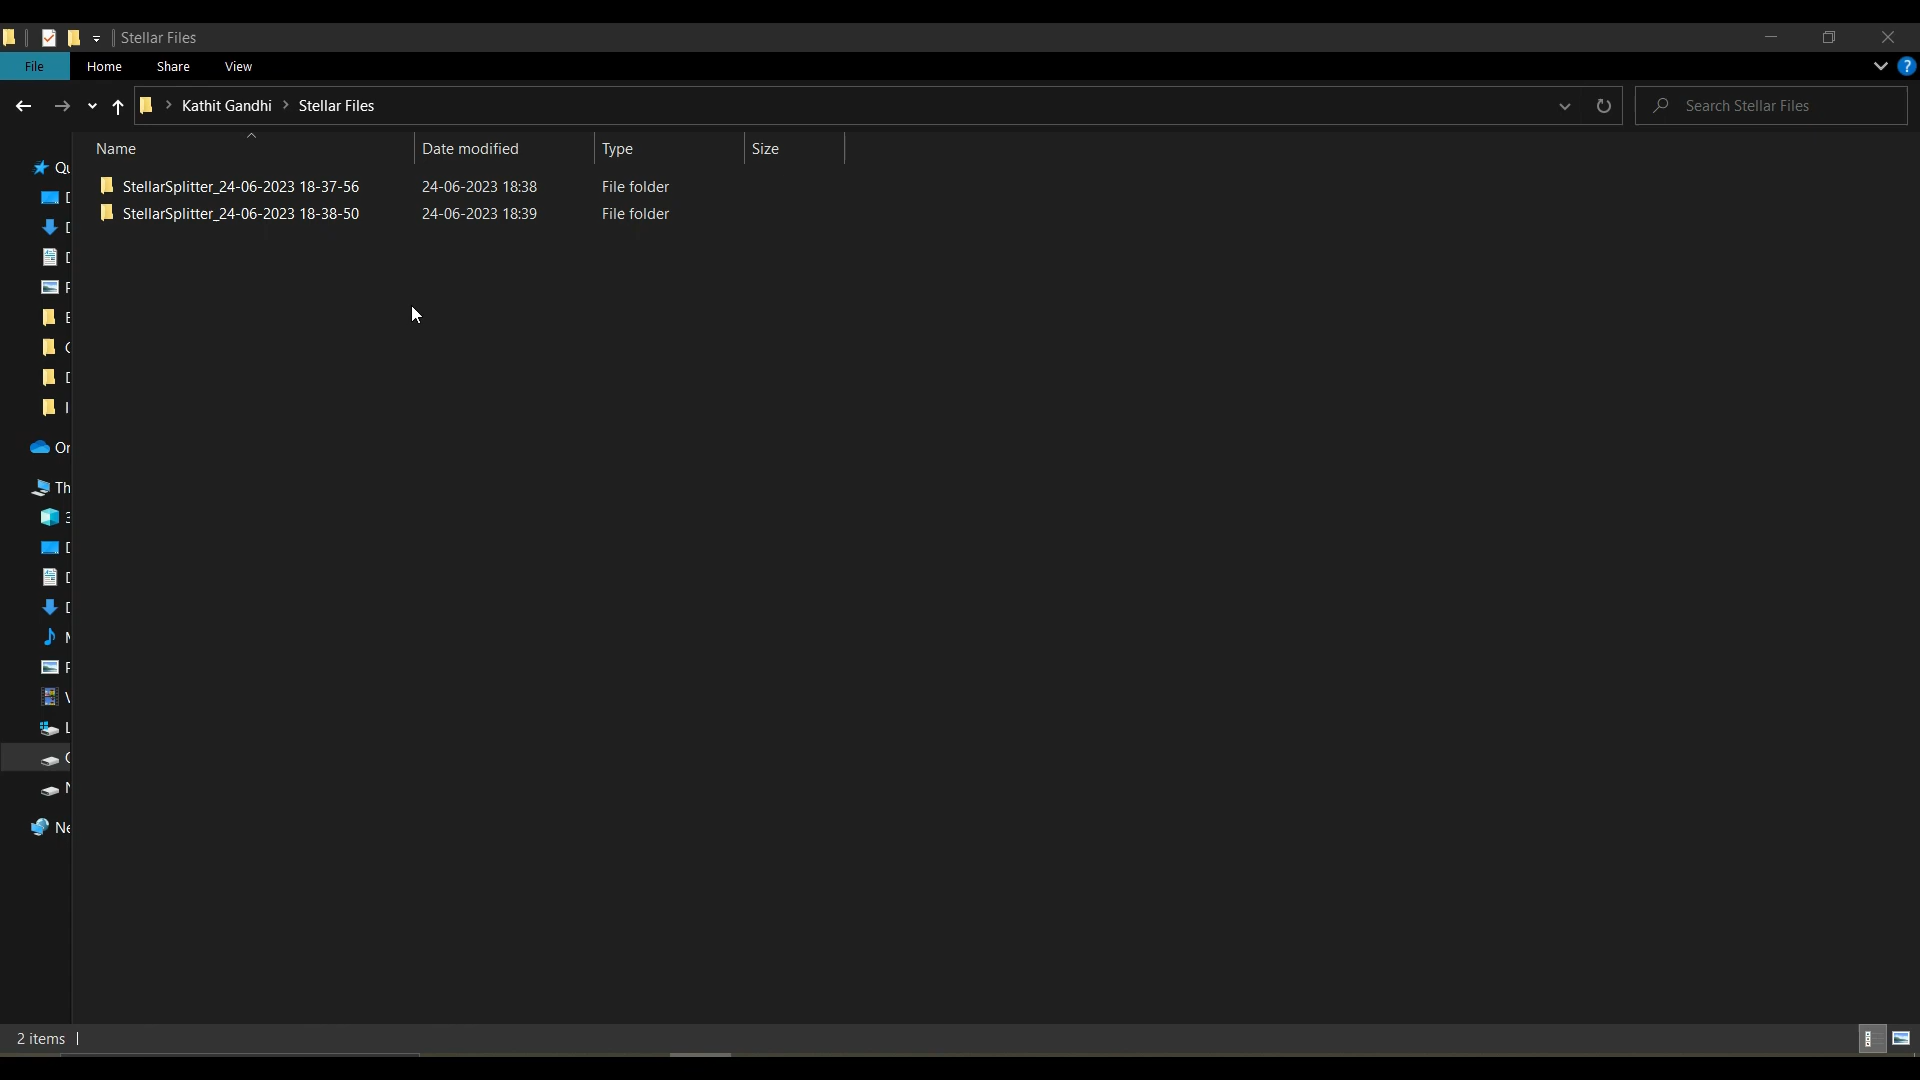 Stellar Files
File Home Share View
Kathit Gandhi > Stellar Files
Search Stellar Files
Name Date modified Type Size
StellarSplitter_24-06-2023 18-37-56 24-06-2023 18:38 File folder
StellarSplitter_24-06-2023 18-38-50 24-06-2023 18:39 File folder
2 items